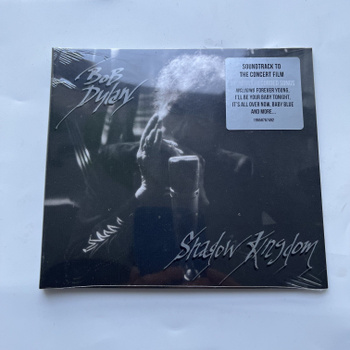 Bob
Dylan
SOUNDTRACK TO
THE CONCERT FILM
INCLUDING FOREVER YOUNG,
I'LL BE YOUR BABY TONIGHT,
IT'S ALL OVER NOW, BABY BLUE
AND MORE...
Shadow Kingdom